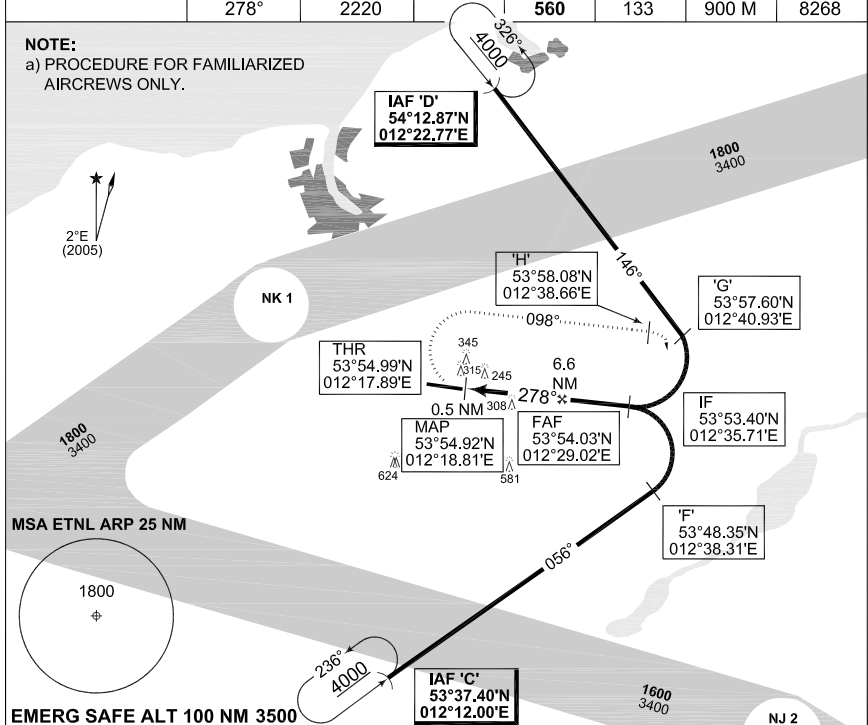 278° 2220 560 133 900 M 8268
NOTE:
a) PROCEDURE FOR FAMILIARIZED
AIRCREWS ONLY.
326°
4000
IAF 'D'
54°12.87'N
012°22.77'E
1800
3400
2°E
(2005)
146°
'H'
53°58.08'N
012°38.66'E
'G'
53°57.60'N
012°40.93'E
NK 1
098°
THR
53°54.99'N
012°17.89'E
345
315
245
6.6
NM
278°
0.5 NM
308
IF
53°53.40'N
012°35.71'E
MAP
53°54.92'N
012°18.81'E
FAF
53°54.03'N
012°29.02'E
1800
3400
624
581
'F'
53°48.35'N
012°38.31'E
MSA ETNL ARP 25 NM
1800
056°
236°
4000
IAF 'C'
53°37.40'N
012°12.00'E
1600
3400
EMERG SAFE ALT 100 NM 3500
NJ 2